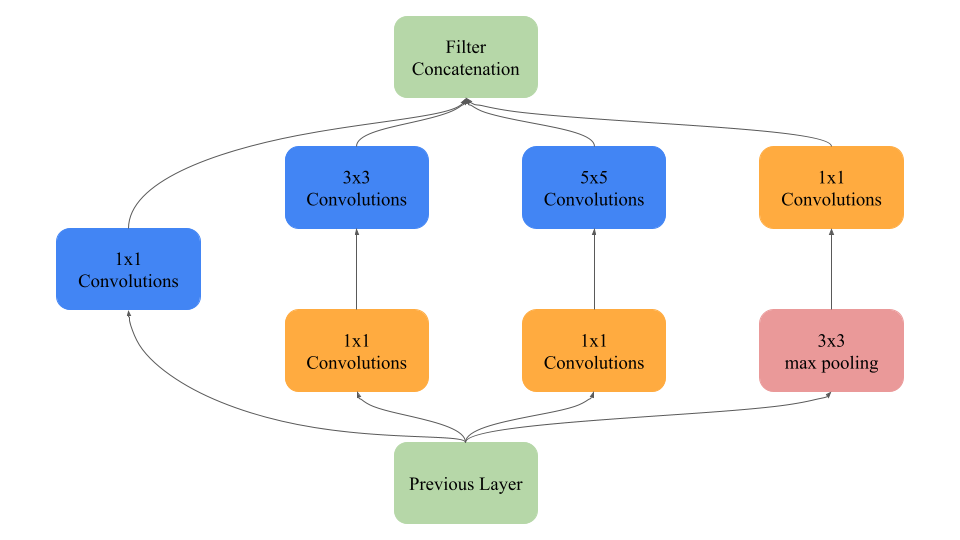 Filter
Concatenation
3x3
Convolutions
5x5
Convolutions
1x1
Convolutions
1x1
Convolutions
1x1
Convolutions
1x1
Convolutions
3x3
max pooling
Previous Layer